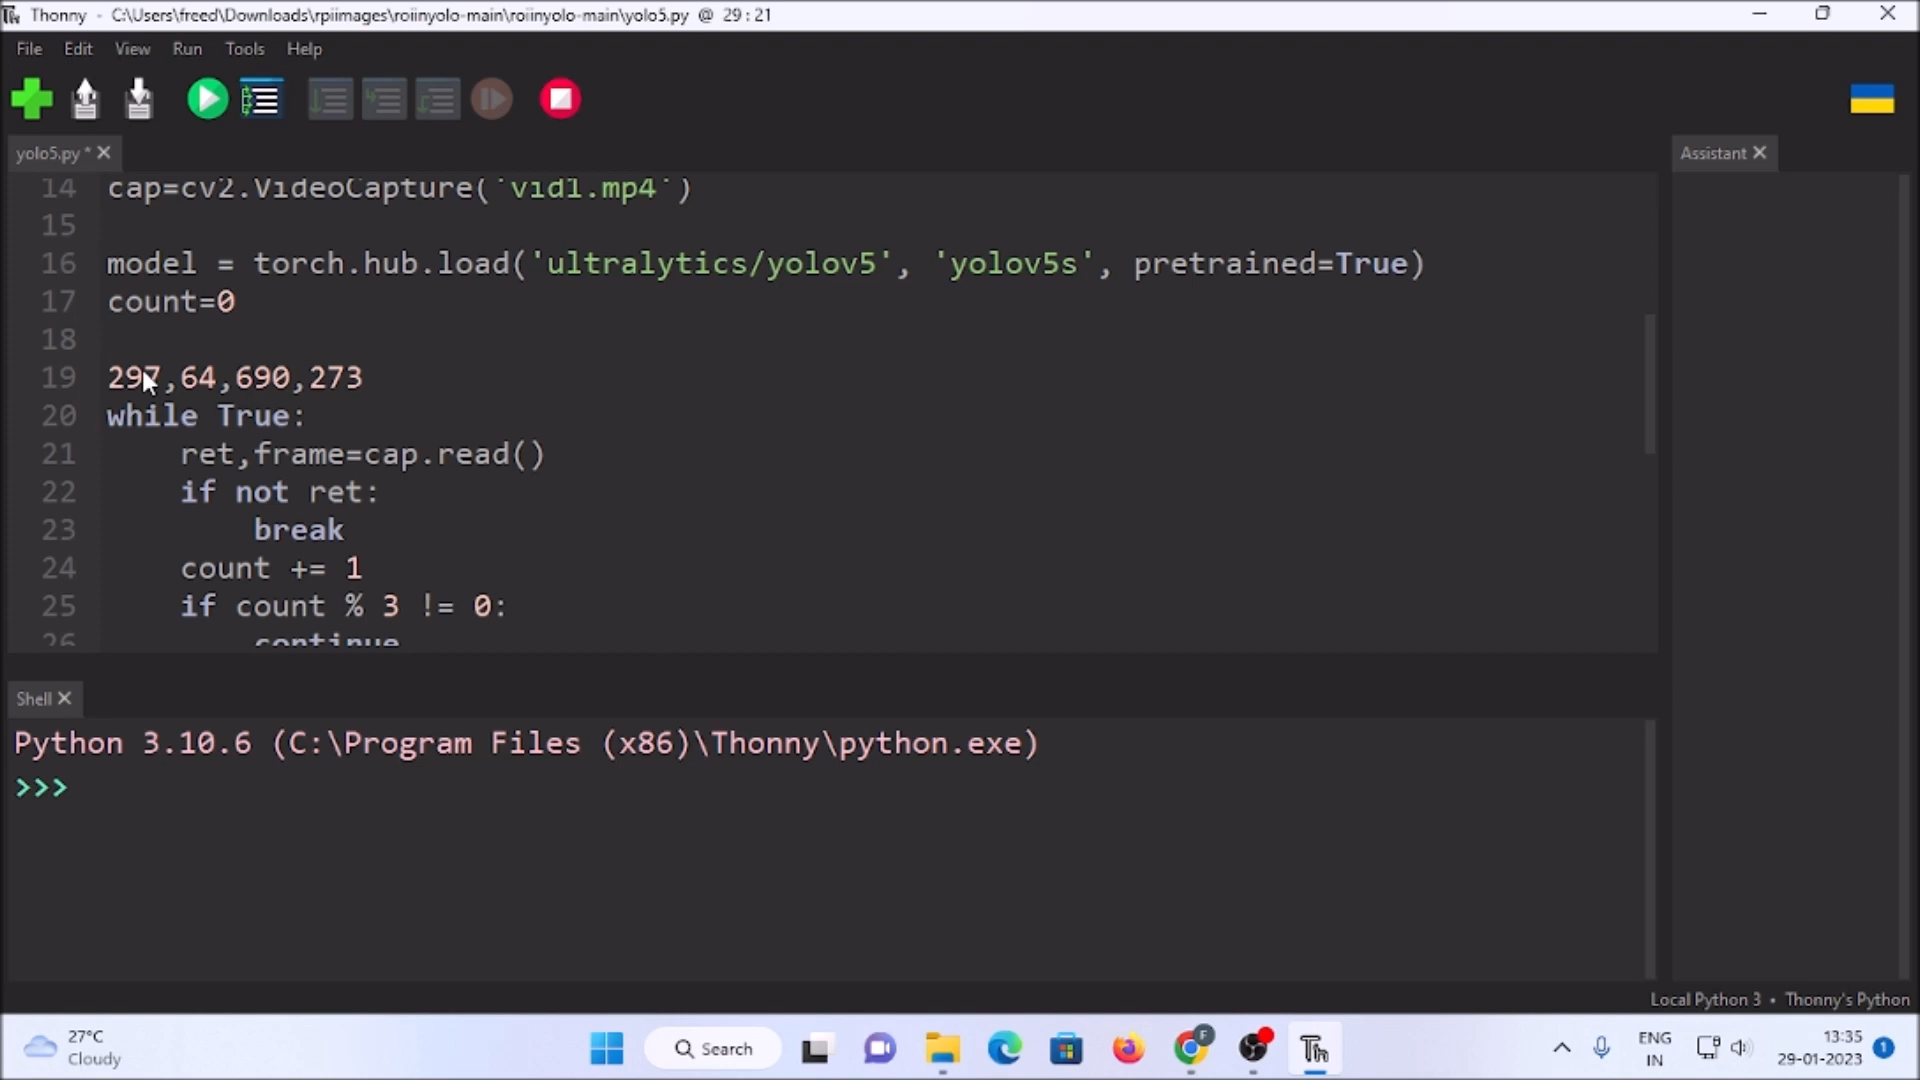 Thonny - C:\Users\freed\Downloads\rpiimages\roiinyolo-main\roiinyolo-main\yolo5.py @ 29 : 21
File Edit View Run Tools Help
yolo5.py *
Assistant
14 cap=cv2.VideoCapture('vid1.mp4')
15
16 model = torch.hub.load('ultralytics/yolov5', 'yolov5s', pretrained=True)
17 count=0
18
19 297,64,690,273
20 while True:
21 ret,frame=cap.read()
22 if not ret:
23 break
24 count += 1
25 if count % 3 != 0:
26 continue
Shell
Python 3.10.6 (C:\Program Files (x86)\Thonny\python.exe)
>>>
Local Python 3 • Thonny's Python
27°C
Cloudy
Search
F
Th
ENG
IN
13:35
29-01-2023
1